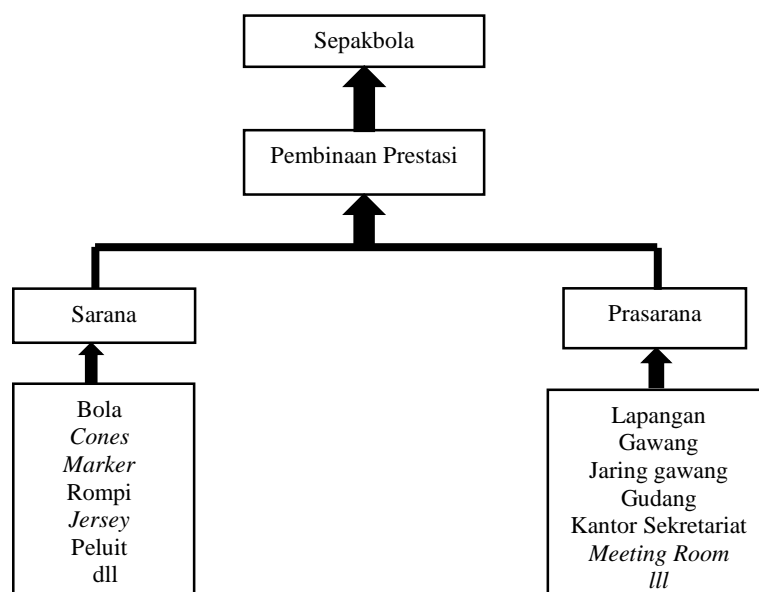 Sepakbola
Pembinaan Prestasi
Sarana
Prasarana
Bola
Cones
Marker
Rompi
Jersey
Peluit
dll
Lapangan
Gawang
Jaring gawang
Gudang
Kantor Sekretariat
Meeting Room
lll